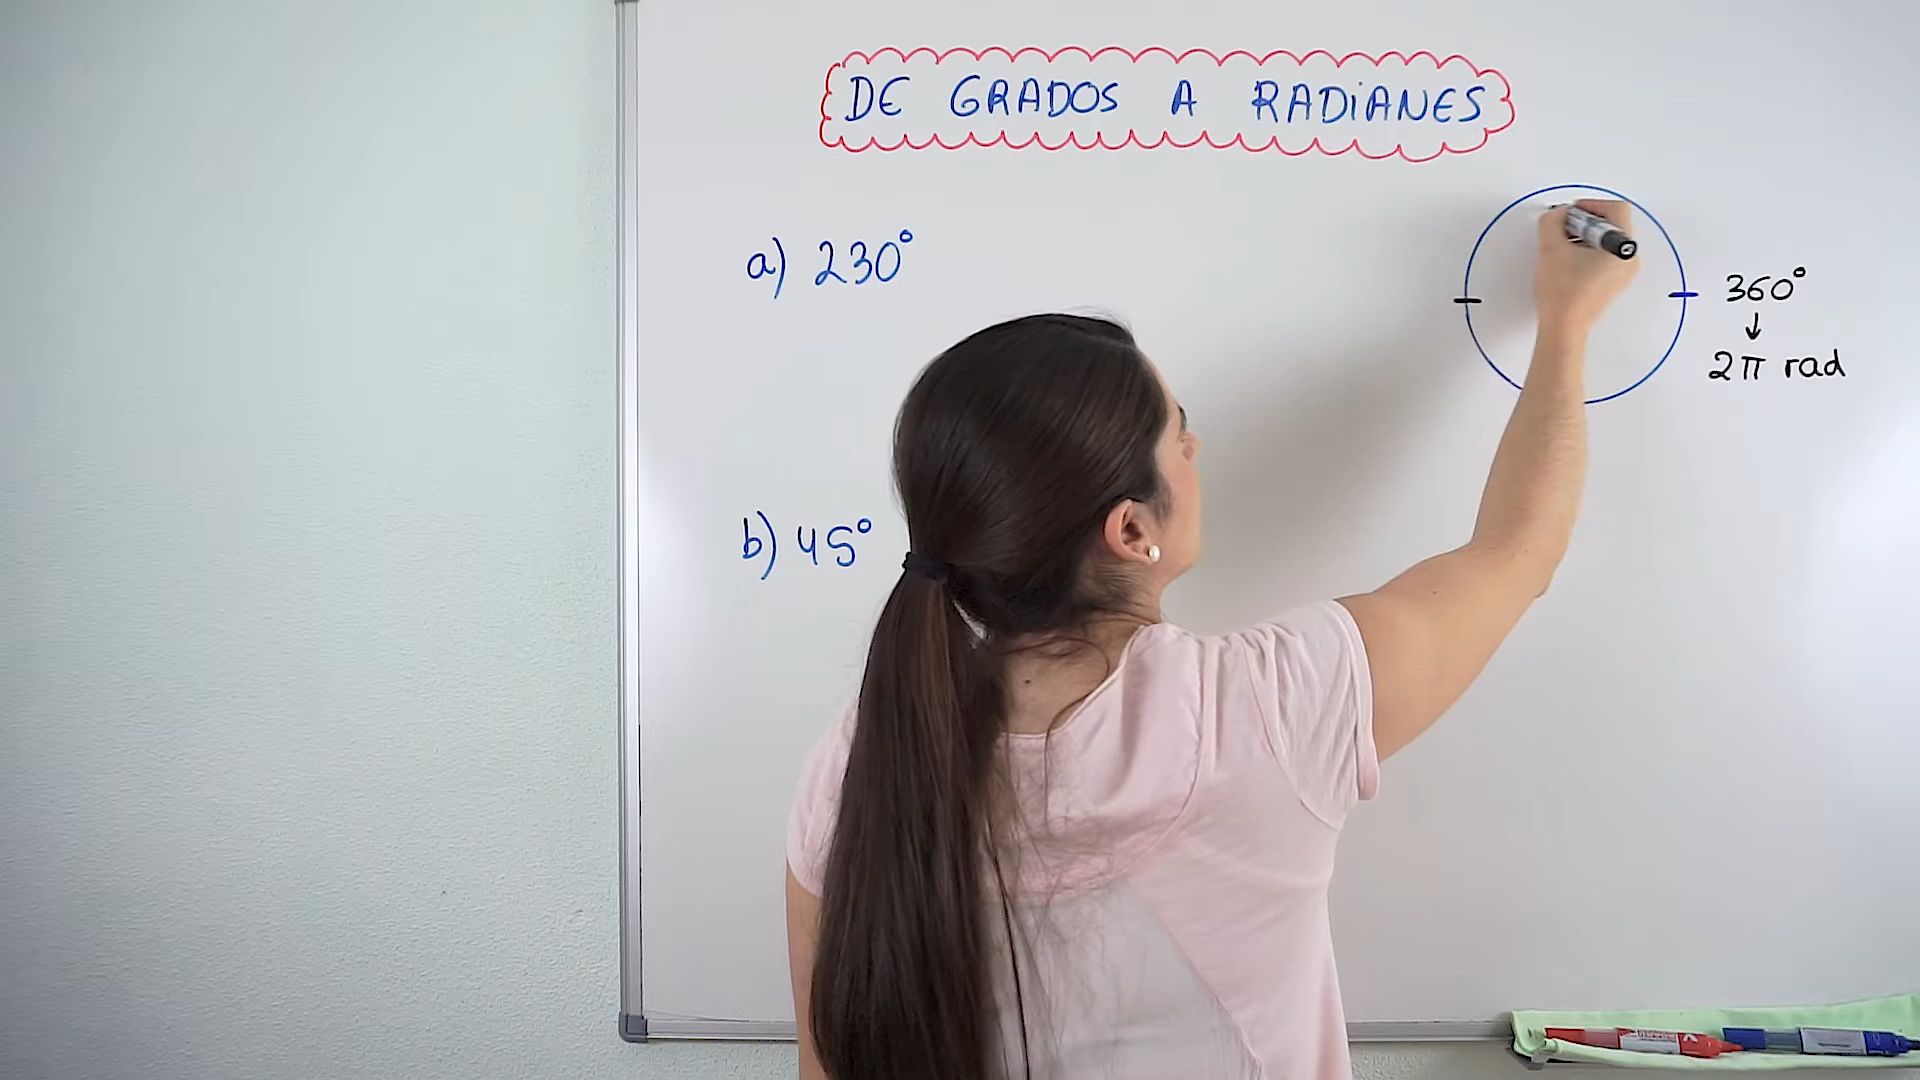 DE GRADOS A RADiANES
a) 230°
360°
↓
2π rad
b) 45°